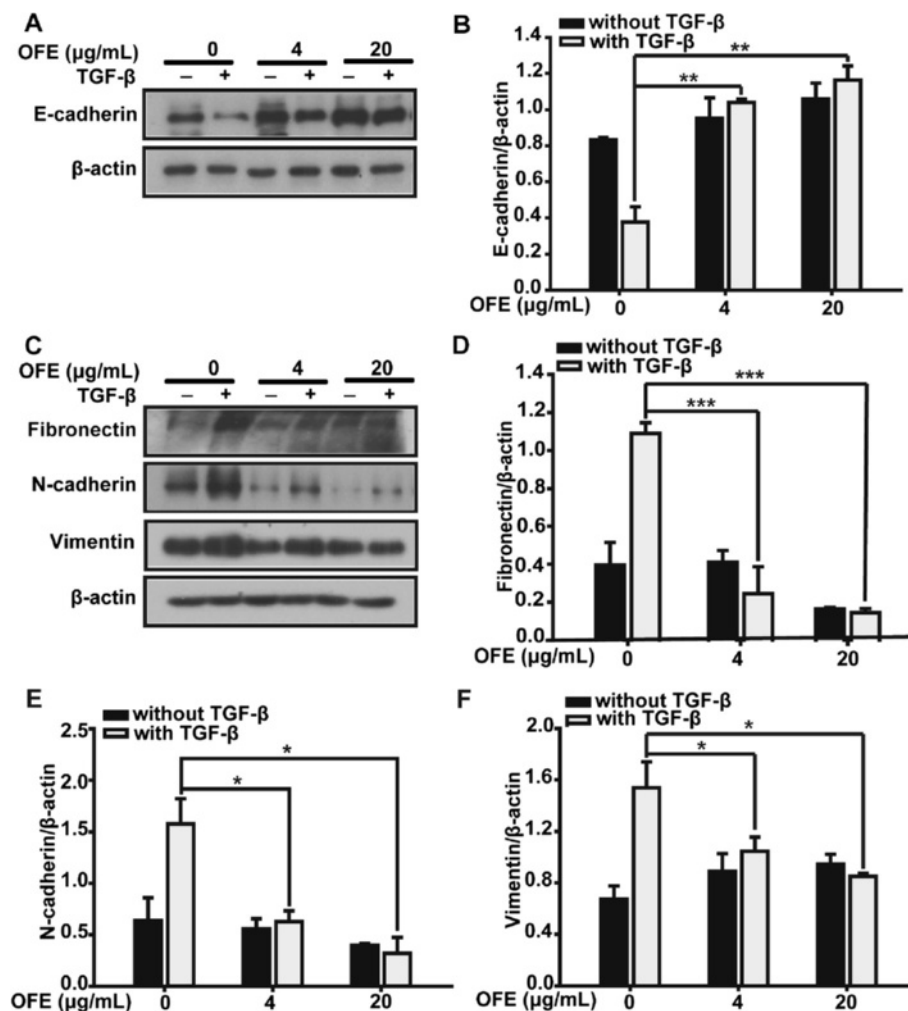 A
OFE (µg/mL) 0 4 20
TGF-β – + – + – +
E-cadherin
β-actin
B
without TGF-β
with TGF-β
** **
E-cadherin/β-actin
1.4
1.2
1.0
0.8
0.6
0.4
0.2
0.0
OFE (µg/mL) 0 4 20
C
OFE (µg/mL) 0 4 20
TGF-β – + – + – +
Fibronectin
N-cadherin
Vimentin
β-actin
D
without TGF-β
with TGF-β
***
***
Fibronectin/β-actin
1.4
1.2
1.0
0.8
0.6
0.4
0.2
0.0
OFE (µg/mL) 0 4 20
E
without TGF-β
with TGF-β
*
*
N-cadherin/β-actin
2.5
2.0
1.5
1.0
0.5
0.0
OFE (µg/mL) 0 4 20
F
without TGF-β
with TGF-β
*
*
Vimentin/β-actin
2.0
1.6
1.2
0.8
0.4
0.0
OFE (µg/mL) 0 4 20